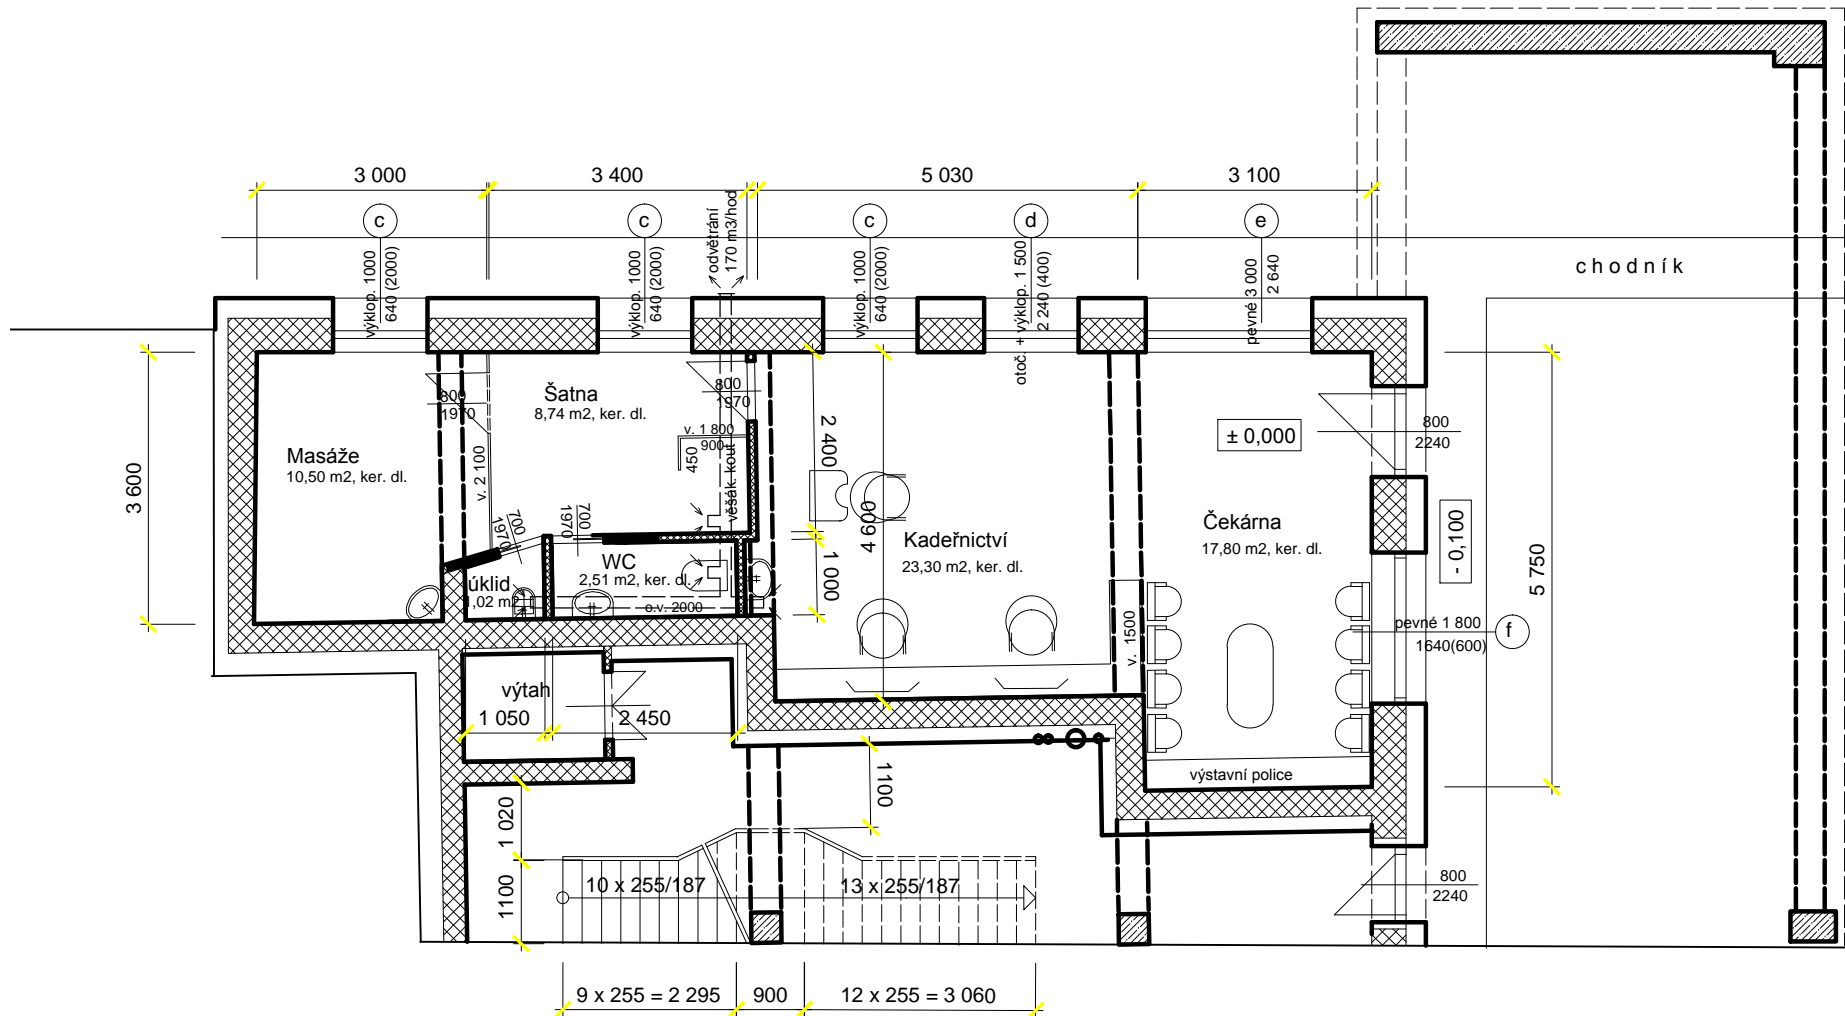 3 000
3 400
5 030
3 100
c
c
c
d
e
výklop. 1000
640 (2000)
výklop. 1000
640 (2000)
odvětrání
170 m3/hod
výklop. 1000
640 (2000)
otoč. + výklop. 1 500
2 240 (400)
pevné 3 000
2 640
chodník
3 600
Masáže
10,50 m2, ker. dl.
800
1970
Šatna
8,74 m2, ker. dl.
v. 2 100
800
1970
v. 1 800
900
450
věšák. kout
2 400
4 600
1 000
Kadeřnictví
23,30 m2, ker. dl.
± 0,000
Čekárna
17,80 m2, ker. dl.
800
2240
- 0,100
5 750
700
1970
700
1970
úklid
1,02 m2
WC
2,51 m2, ker. dl.
o.v. 2000
v. 1500
pevné 1 800
1640(600)
f
výtah
1 050
2 450
výstavní police
1100
1 020
1100
10 x 255/187
13 x 255/187
800
2240
9 x 255 = 2 295
900
12 x 255 = 3 060